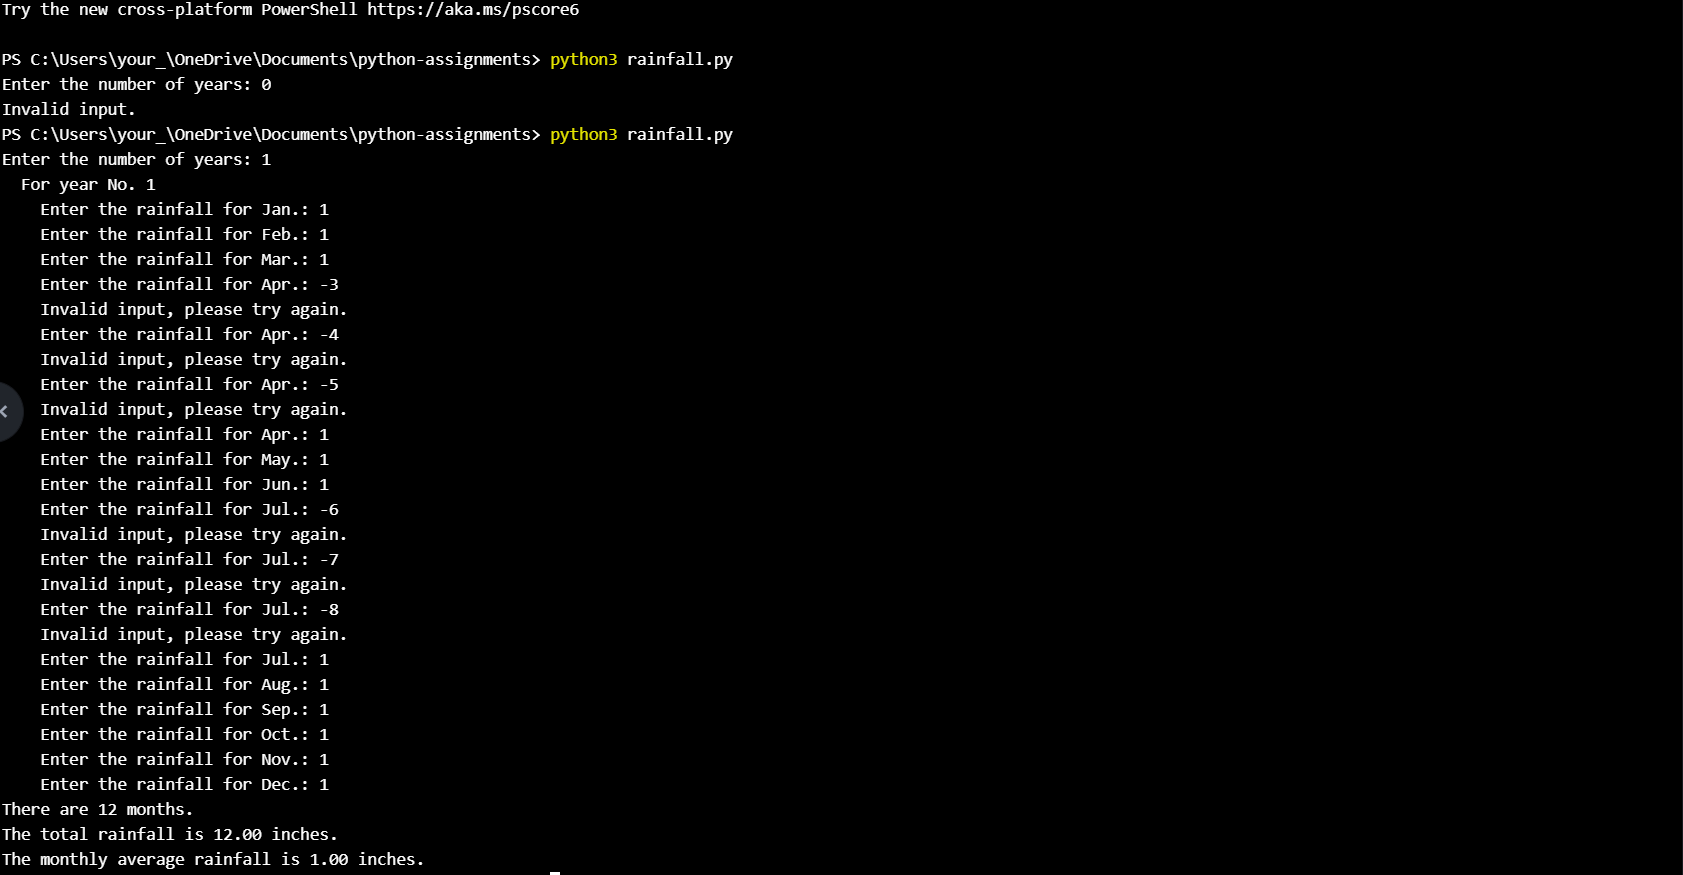 Try the new cross-platform PowerShell https://aka.ms/pscore6
PS C:\Users\your_\OneDrive\Documents\python-assignments> python3 rainfall.py
Enter the number of years: 0
Invalid input.
PS C:\Users\your_\OneDrive\Documents\python-assignments> python3 rainfall.py
Enter the number of years: 1
  For year No. 1
    Enter the rainfall for Jan.: 1
    Enter the rainfall for Feb.: 1
    Enter the rainfall for Mar.: 1
    Enter the rainfall for Apr.: -3
    Invalid input, please try again.
    Enter the rainfall for Apr.: -4
    Invalid input, please try again.
    Enter the rainfall for Apr.: -5
    Invalid input, please try again.
    Enter the rainfall for Apr.: 1
    Enter the rainfall for May.: 1
    Enter the rainfall for Jun.: 1
    Enter the rainfall for Jul.: -6
    Invalid input, please try again.
    Enter the rainfall for Jul.: -7
    Invalid input, please try again.
    Enter the rainfall for Jul.: -8
    Invalid input, please try again.
    Enter the rainfall for Jul.: 1
    Enter the rainfall for Aug.: 1
    Enter the rainfall for Sep.: 1
    Enter the rainfall for Oct.: 1
    Enter the rainfall for Nov.: 1
    Enter the rainfall for Dec.: 1
There are 12 months.
The total rainfall is 12.00 inches.
The monthly average rainfall is 1.00 inches.